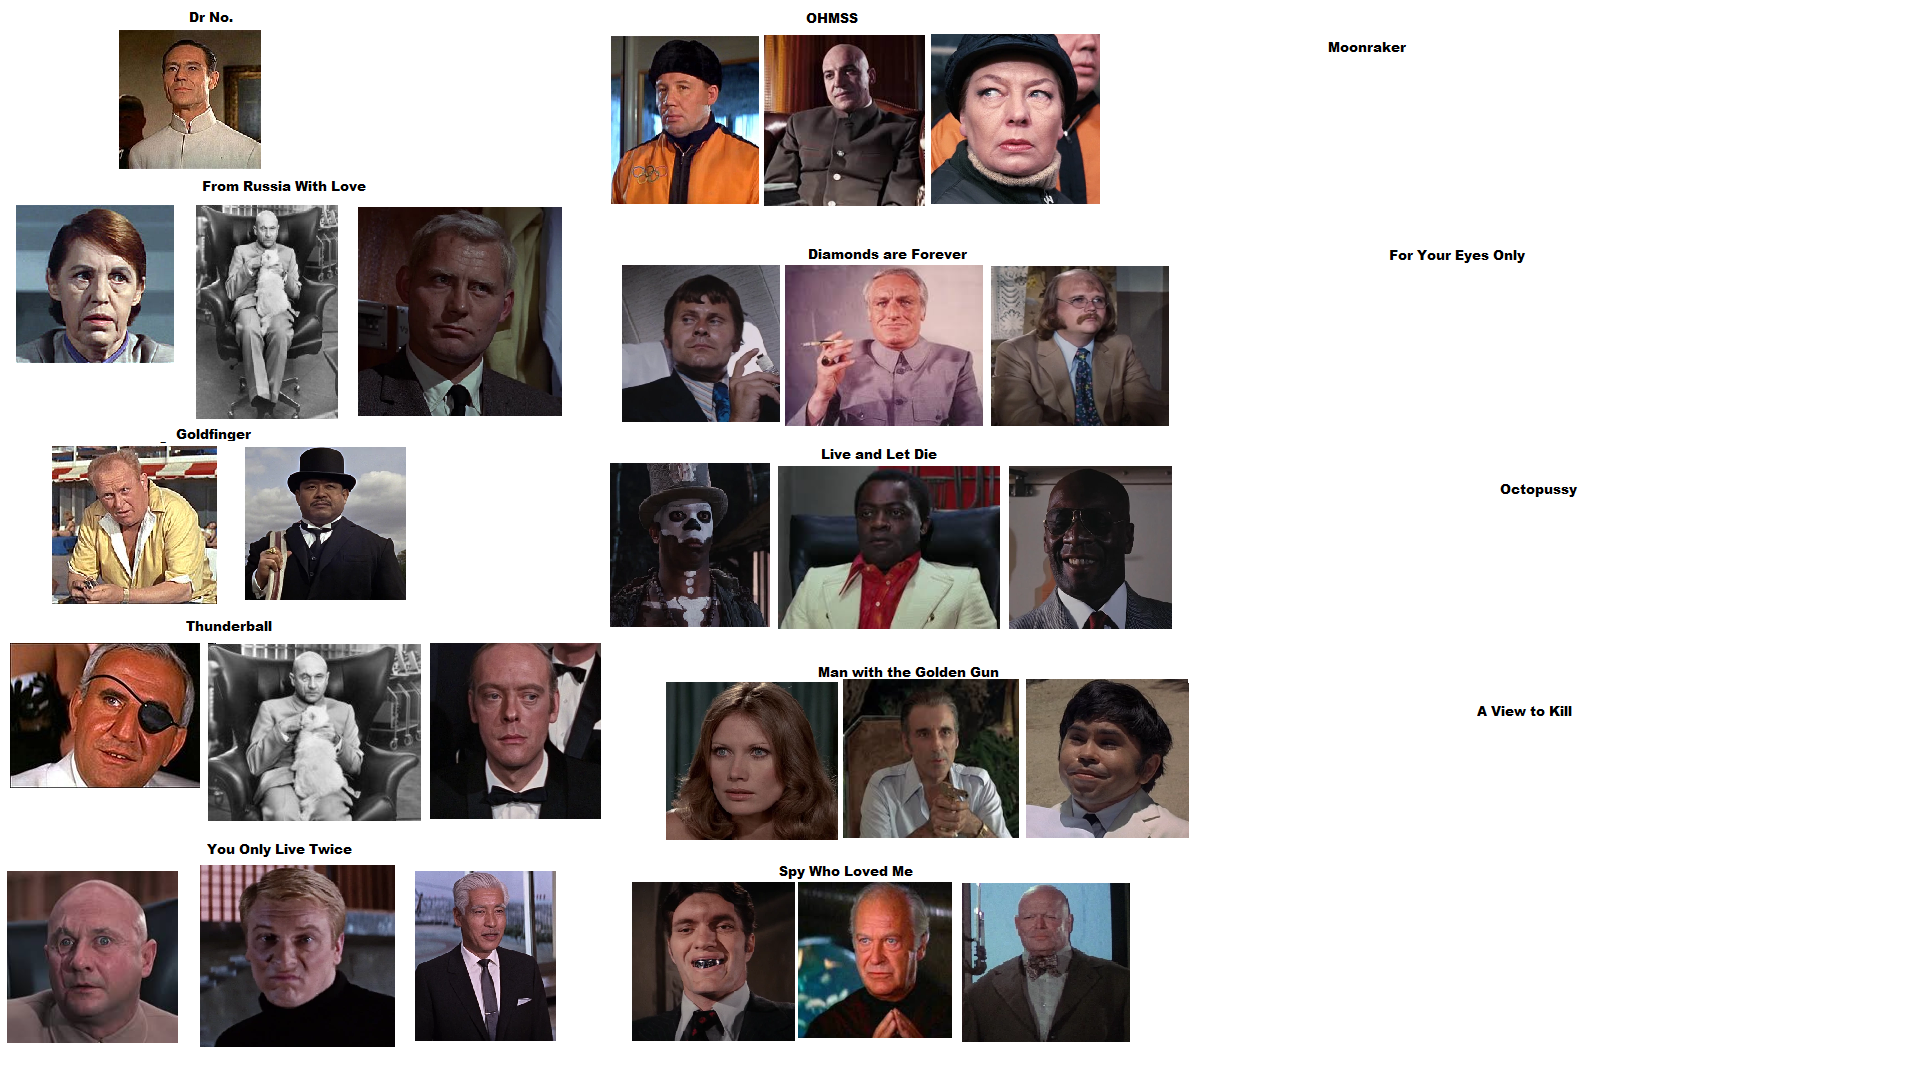 Dr No.
From Russia With Love
Goldfinger
Thunderball
You Only Live Twice
OHMSS
Diamonds are Forever
Live and Let Die
Man with the Golden Gun
Spy Who Loved Me
Moonraker
For Your Eyes Only
Octopussy
A View to Kill